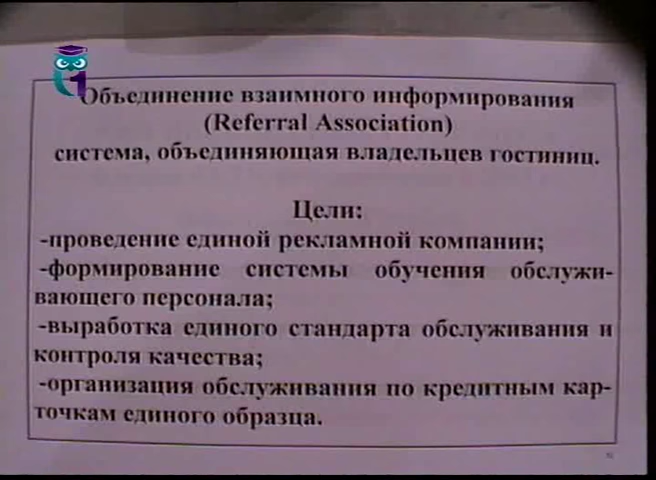 Объединение взаимного информирования
(Referral Association)
система, объединяющая владельцев гостиниц.
Цели:
-проведение единой рекламной компании;
-формирование системы обучения обслужи-
вающего персонала;
-выработка единого стандарта обслуживания и
контроля качества;
-организация обслуживания по кредитным кар-
точкам единого образца.